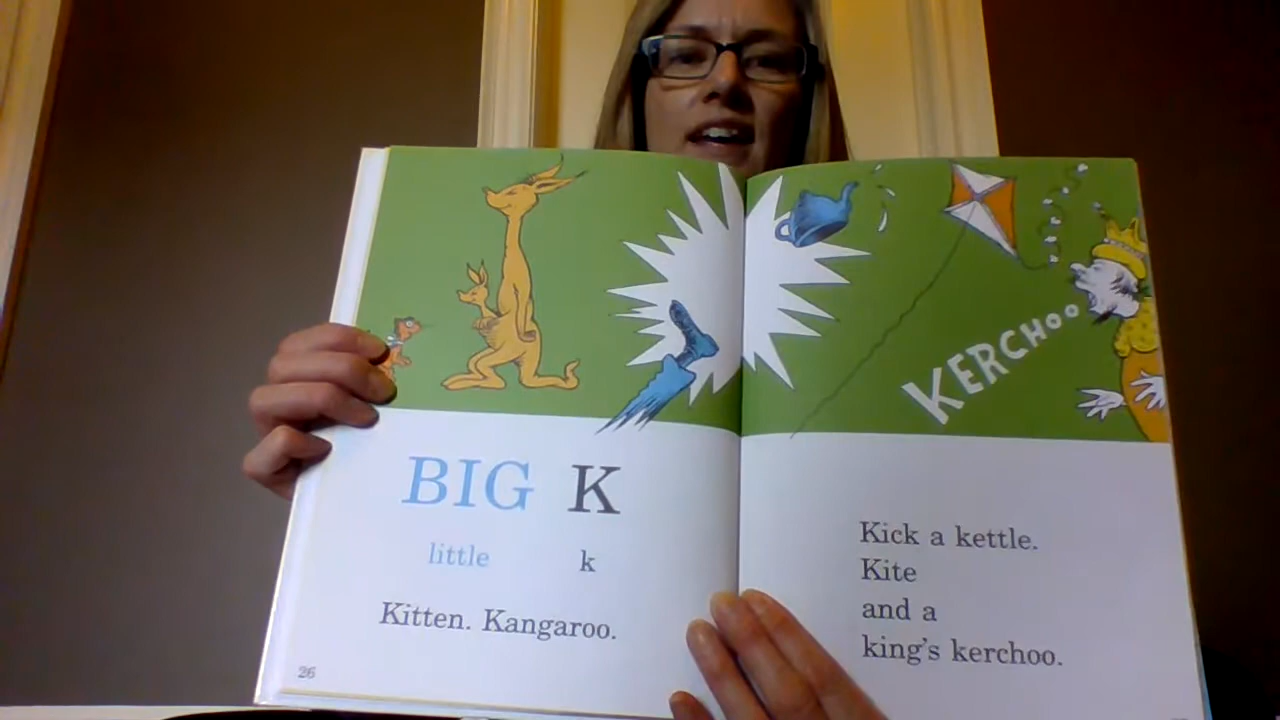 BIG K
little k
Kitten. Kangaroo.
26
KERCHOO
Kick a kettle.
Kite
and a
king's kerchoo.